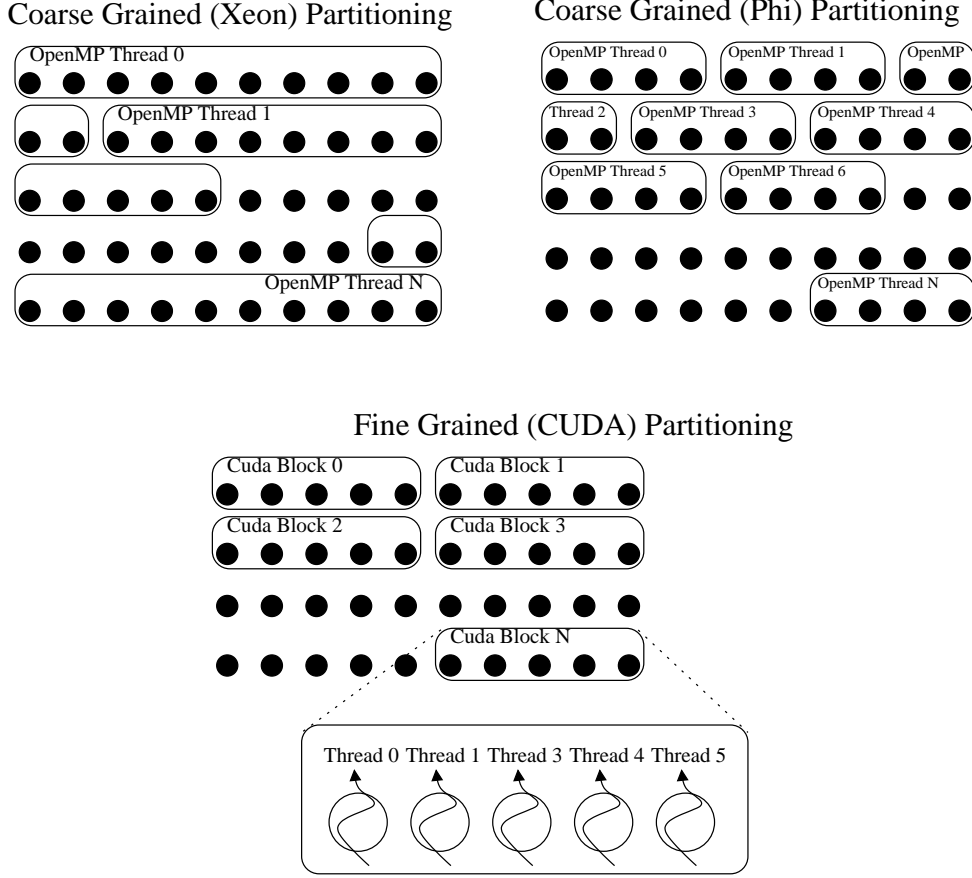 Coarse Grained (Xeon) Partitioning
OpenMP Thread 0
OpenMP Thread 1
OpenMP Thread N
Coarse Grained (Phi) Partitioning
OpenMP Thread 0 OpenMP Thread 1 OpenMP
Thread 2 OpenMP Thread 3 OpenMP Thread 4
OpenMP Thread 5 OpenMP Thread 6
OpenMP Thread N
Fine Grained (CUDA) Partitioning
Cuda Block 0 Cuda Block 1
Cuda Block 2 Cuda Block 3
Cuda Block N
Thread 0 Thread 1 Thread 3 Thread 4 Thread 5